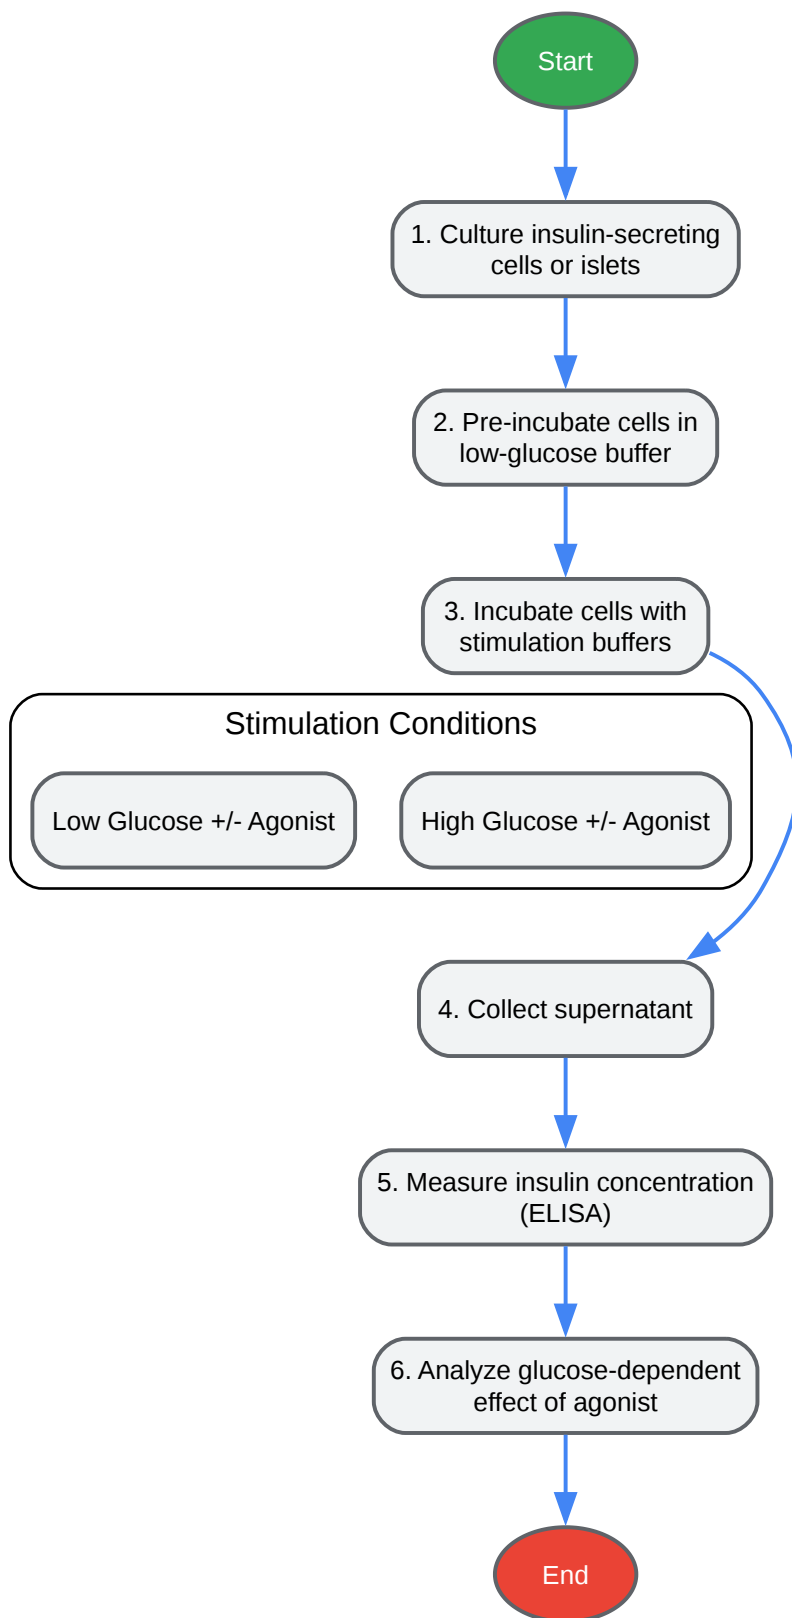 Start
1. Culture insulin-secreting
cells or islets
2. Pre-incubate cells in
low-glucose buffer
3. Incubate cells with
stimulation buffers
Stimulation Conditions
Low Glucose +/- Agonist
High Glucose +/- Agonist
4. Collect supernatant
5. Measure insulin concentration
(ELISA)
6. Analyze glucose-dependent
effect of agonist
End